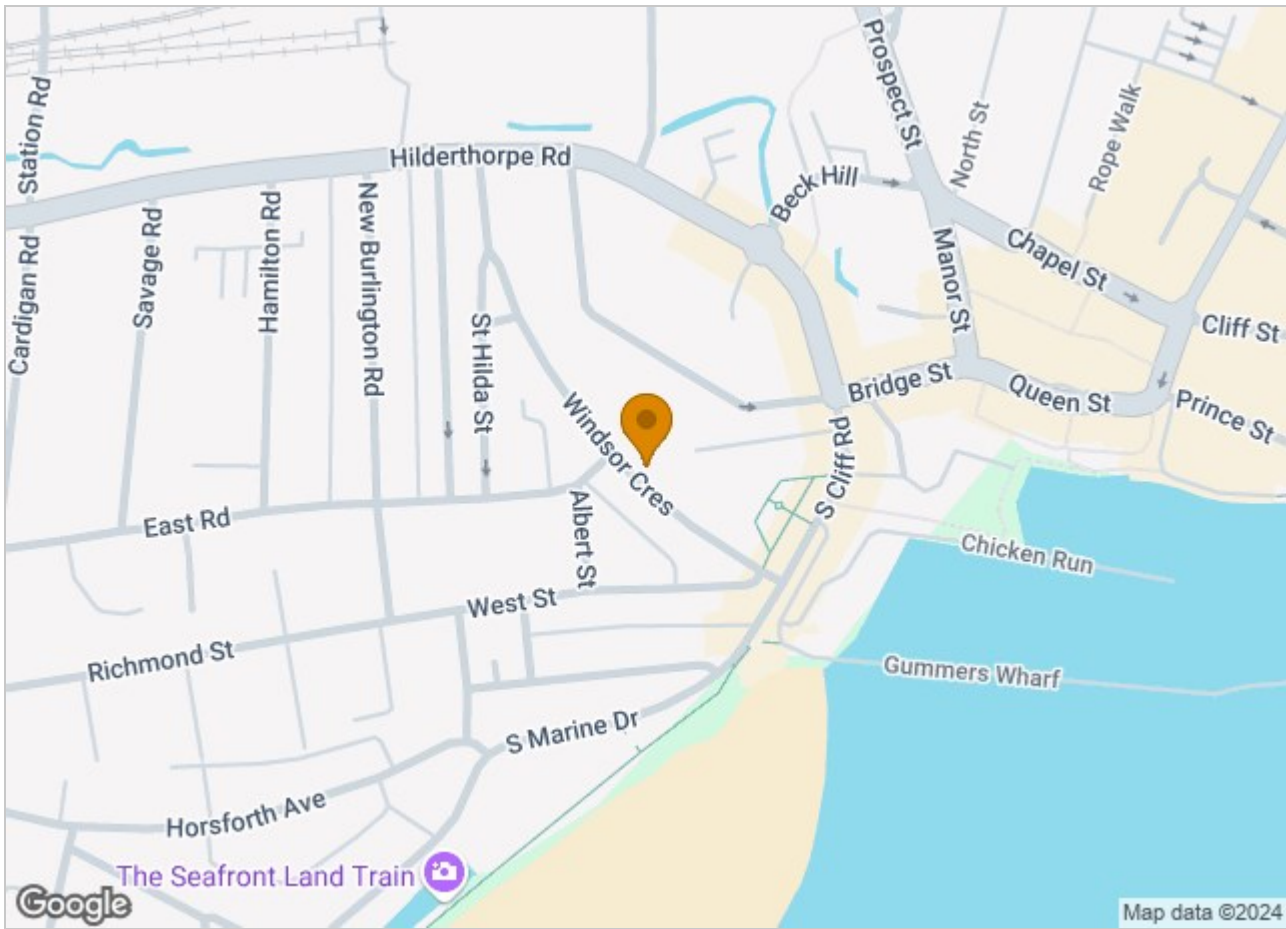 Prospect St
North St
Rope Walk
Station Rd
Hilderthorpe Rd
Beck Hill
Cardigan Rd
Savage Rd
Hamilton Rd
New Burlington Rd
St Hilda St
Manor St
Chapel St
Cliff St
Bridge St
Queen St
Prince St
Windsor Cres
S Cliff Rd
East Rd
Albert St
Chicken Run
West St
Richmond St
Gummers Wharf
S Marine Dr
Horsforth Ave
The Seafront Land Train
Google
Map data ©2024